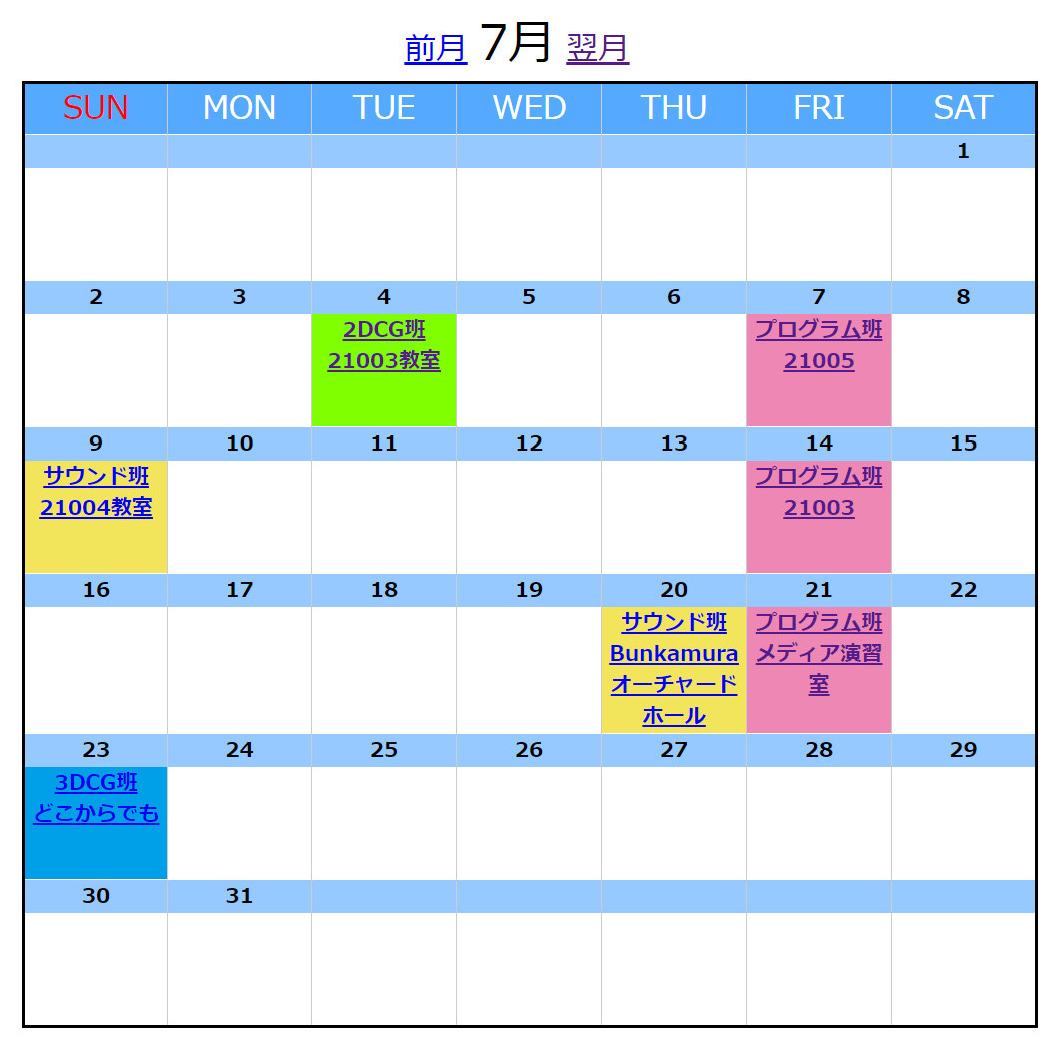 前月 7月 翌月
SUN MON TUE WED THU FRI SAT
1
2 3 4 5 6 7 8
2DCG班
21003教室
プログラム班
21005
9 10 11 12 13 14 15
サウンド班
21004教室
プログラム班
21003
16 17 18 19 20 21 22
サウンド班
Bunkamura
オーチャード
ホール
プログラム班
メディア演習
室
23 24 25 26 27 28 29
3DCG班
どこからでも
30 31